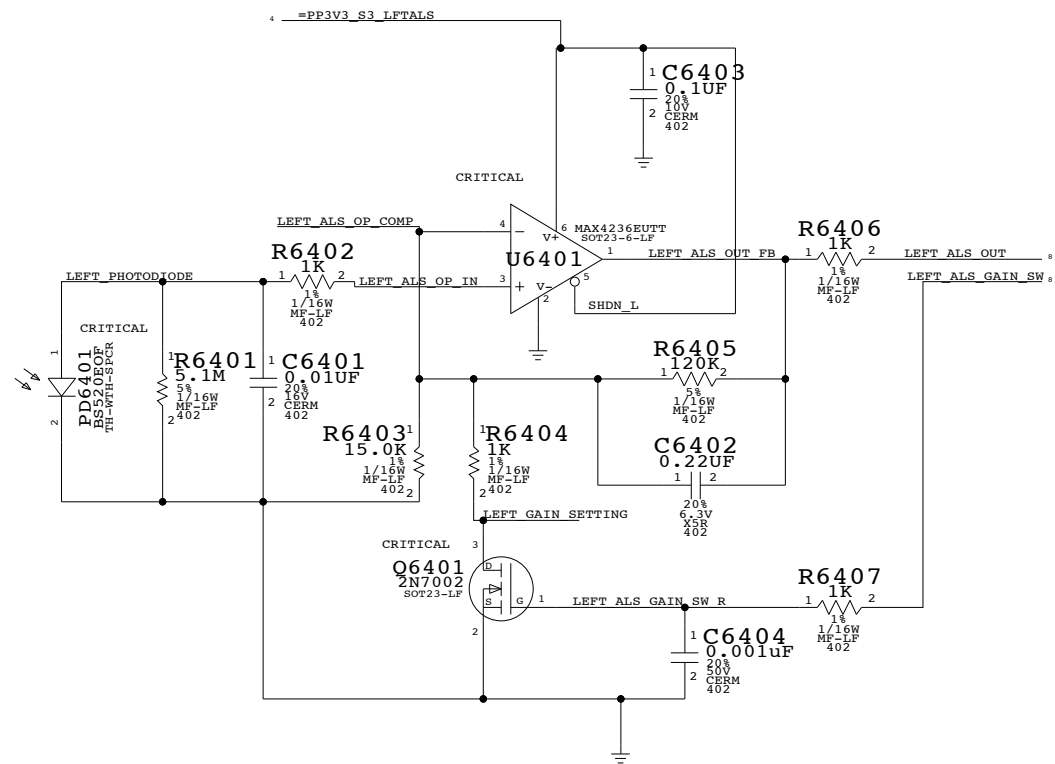 4 =PP3V3_S3_LFTALS
1 C6403
0.1UF
20%
10V
2 CERM
402
CRITICAL
LEFT_ALS_OP_COMP
4
−
V+
6 MAX4236EUTT
SOT23-6-LF
U6401
1 LEFT_ALS_OUT_FB
3
+
V-
2
5
SHDN_L
R6406
1K
1 2
1%
1/16W
MF-LF
402
LEFT_ALS_OUT 8
LEFT_ALS_GAIN_SW 8
R6402
1K
1 2
1%
1/16W
MF-LF
402
LEFT_ALS_OP_IN
LEFT_PHOTODIODE
CRITICAL
1
2
PD6401
BS520EOF
TH-WTH-SPCR
1 R6401
5.1M
5%
1/16W
MF-LF
2 402
1 C6401
0.01UF
20%
16V
2 CERM
402
R6405
120K
1 2
5%
1/16W
MF-LF
402
R6403 1
15.0K
1%
1/16W
MF-LF
402 2
1 R6404
1K
1%
1/16W
MF-LF
2 402
C6402
0.22UF
1 2
20%
6.3V
X5R
402
LEFT_GAIN_SETTING
CRITICAL
3
Q6401
2N7002
SOT23-LF
D
S
G
1
2
LEFT_ALS_GAIN_SW_R
R6407
1K
1 2
1%
1/16W
MF-LF
402
1 C6404
0.001uF
20%
50V
2 CERM
402